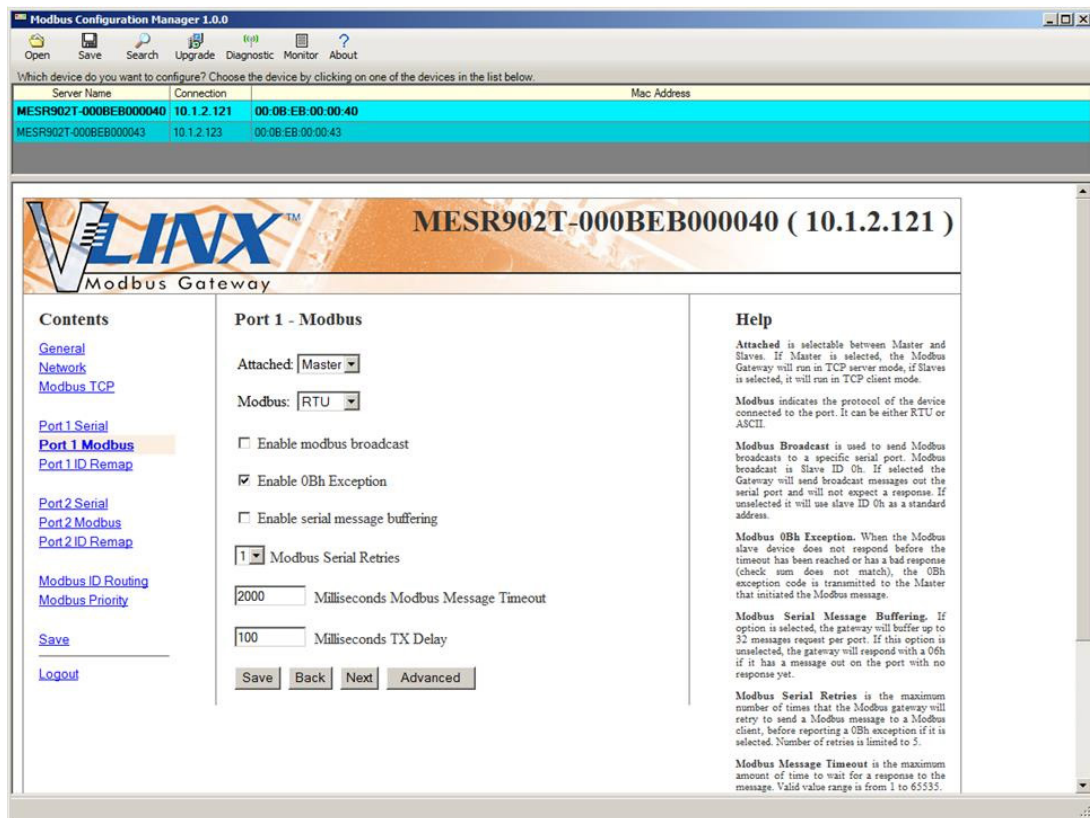 Modbus Configuration Manager 1.0.0
Open Save Search Upgrade Diagnostic Monitor About
Which device do you want to configure? Choose the device by clicking on one of the devices in the list below.
Server Name Connection Mac Address
MESR902T-000BEB000040 10.1.2.121 00:0B:EB:00:00:40
MESR902T-000BEB000043 10.1.2.123 00:0B:EB:00:00:43
VLINX™
Modbus Gateway
MESR902T-000BEB000040 ( 10.1.2.121 )
Contents
General
Network
Modbus TCP
Port 1 Serial
Port 1 Modbus
Port 1 ID Remap
Port 2 Serial
Port 2 Modbus
Port 2 ID Remap
Modbus ID Routing
Modbus Priority
Save
Logout
Port 1 - Modbus
Attached: Master
Modbus: RTU
Enable modbus broadcast
Enable 0Bh Exception
Enable serial message buffering
1 Modbus Serial Retries
2000 Milliseconds Modbus Message Timeout
100 Milliseconds TX Delay
Save Back Next Advanced
Help
Attached is selectable between Master and
Slaves. If Master is selected, the Modbus
Gateway will run in TCP server mode, if Slaves
is selected, it will run in TCP client mode.
Modbus indicates the protocol of the device
connected to the port. It can be either RTU or
ASCII.
Modbus Broadcast is used to send Modbus
broadcasts to a specific serial port. Modbus
broadcast is Slave ID 0h. If selected the
Gateway will send broadcast messages out the
serial port and will not expect a response. If
unselected it will use slave ID 0h as a standard
address.
Modbus 0Bh Exception. When the Modbus
slave device does not respond before the
timeout has been reached or has a bad response
(check sum does not match), the 0Bh
exception code is transmitted to the Master
that initiated the Modbus message.
Modbus Serial Message Buffering. If
option is selected, the gateway will buffer up to
32 messages request per port. If this option is
unselected, the gateway will respond with a 06h
if it has a message out on the port with no
response yet.
Modbus Serial Retries is the maximum
number of times that the Modbus gateway will
retry to send a Modbus message to a Modbus
client, before reporting a 0Bh exception if it is
selected. Number of retries is limited to 5.
Modbus Message Timeout is the maximum
amount of time to wait for a response to the
message. Valid value range is from 1 to 65535.